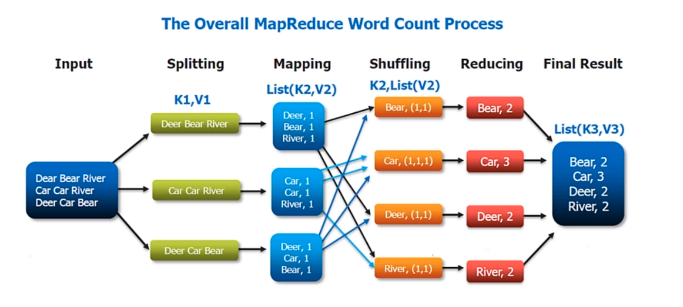 The Overall MapReduce Word Count Process
Input
Splitting
Mapping
Shuffling
Reducing
Final Result
K1,V1
List(K2,V2)
K2,List(V2)
List(K3,V3)
Dear Bear River
Car Car River
Deer Car Bear
Deer Bear River
Car Car River
Deer Car Bear
Deer, 1
Bear, 1
River, 1
Car, 1
Car, 1
River, 1
Deer, 1
Car, 1
Bear, 1
Bear, (1,1)
Car, (1,1,1)
Deer, (1,1)
River, (1,1)
Bear, 2
Car, 3
Deer, 2
River, 2
Bear, 2
Car, 3
Deer, 2
River, 2